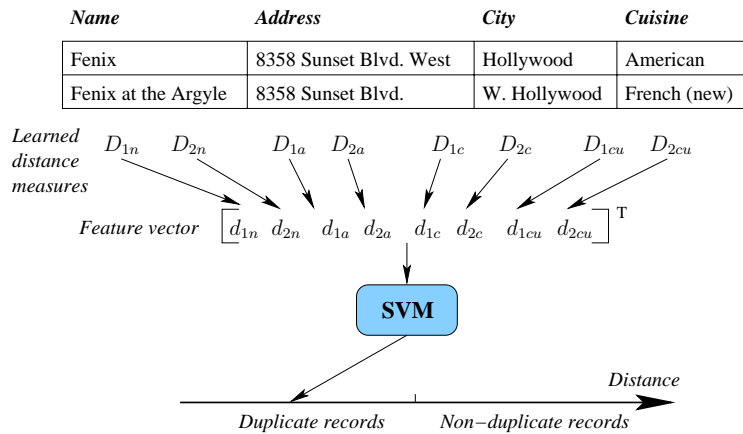 Name Address City Cuisine
Fenix 8358 Sunset Blvd. West Hollywood American
Fenix at the Argyle 8358 Sunset Blvd. W. Hollywood French (new)
Learned distance measures D1n D2n D1a D2a D1c D2c D1cu D2cu
Feature vector [d1n d2n d1a d2a d1c d2c d1cu d2cu]T
SVM
Distance
Duplicate records Non−duplicate records